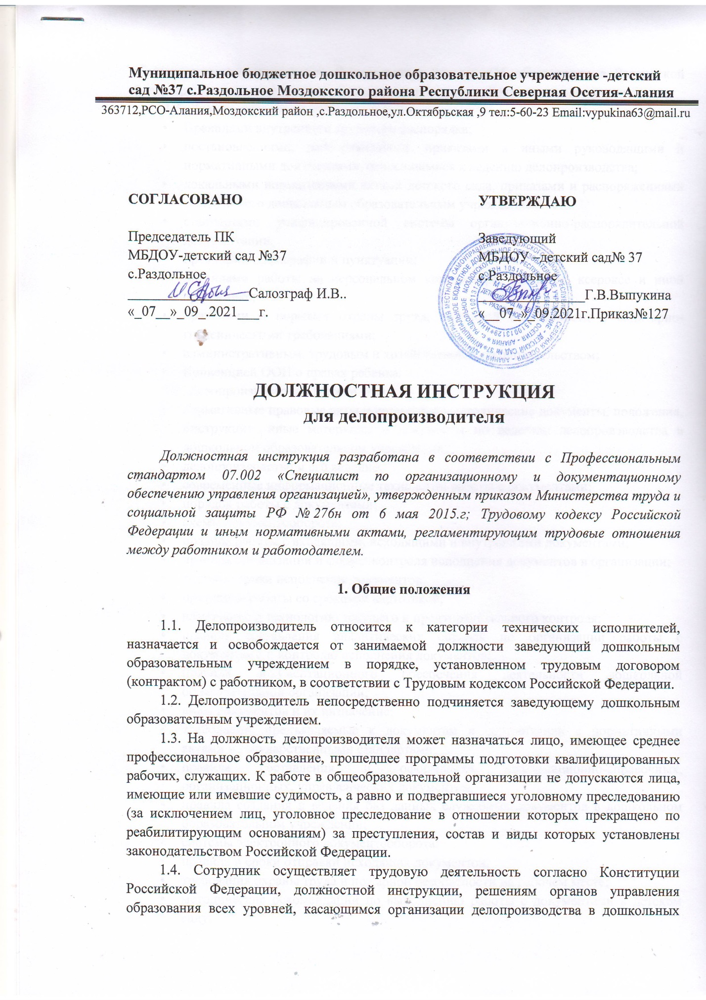 Муниципальное бюджетное дошкольное образовательное учреждение -детский
сад №37 с.Раздольное Моздокского района Республики Северная Осетия-Алания
363712,РСО-Алания,Моздокский район ,с.Раздольное,ул.Октябрьская ,9 тел:5-60-23 Email:vypukina63@mail.ru
СОГЛАСОВАНО
Председатель ПК
МБДОУ-детский сад №37
с.Раздольное
_________________Салозграф И.В..
«_07__»_09_.2021___г.
УТВЕРЖДАЮ
Заведующий
МБДОУ –детский сад№ 37
с.Раздольное
_______________Г.В.Выпукина
«__07_»_09.2021г.Приказ№127
ДОЛЖНОСТНАЯ ИНСТРУКЦИЯ
для делопроизводителя
Должностная инструкция разработана в соответствии с Профессиональным
стандартом 07.002 «Специалист по организационному и документационному
обеспечению управления организацией», утвержденным приказом Министерства труда и
социальной защиты РФ № 276н от 6 мая 2015.г; Трудовому кодексу Российской
Федерации и иным нормативными актами, регламентирующим трудовые отношения
между работником и работодателем.
1. Общие положения
1.1. Делопроизводитель относится к категории технических исполнителей,
назначается и освобождается от занимаемой должности заведующий дошкольным
образовательным учреждением в порядке, установленном трудовым договором
(контрактом) с работником, в соответствии с Трудовым кодексом Российской Федерации.
1.2. Делопроизводитель непосредственно подчиняется заведующему дошкольным
образовательным учреждением.
1.3. На должность делопроизводителя может назначаться лицо, имеющее среднее
профессиональное образование, прошедшее программы подготовки квалифицированных
рабочих, служащих. К работе в общеобразовательной организации не допускаются лица,
имеющие или имевшие судимость, а равно и подвергавшиеся уголовному преследованию
(за исключением лиц, уголовное преследование в отношении которых прекращено по
реабилитирующим основаниям) за преступления, состав и виды которых установлены
законодательством Российской Федерации.
1.4. Сотрудник осуществляет трудовую деятельность согласно Конституции
Российской Федерации, должностной инструкции, решениям органов управления
образования всех уровней, касающимся организации делопроизводства в дошкольных